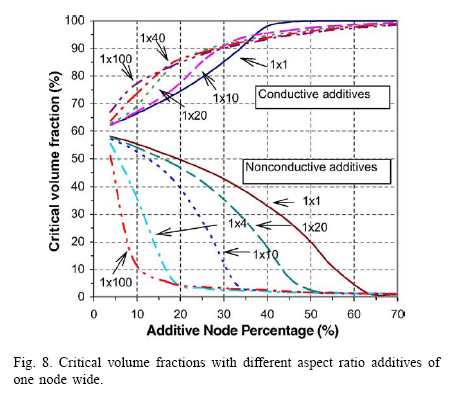 100
90
80
70
60
50
40
30
20
10
0
Critical volume fraction (%)
1x100
1x40
1x20
1x10
1x1
Conductive additives
Nonconductive additives
1x1
1x20
1x4
1x10
1x100
0 10 20 30 40 50 60 70
Additive Node Percentage (%)
Fig. 8. Critical volume fractions with different aspect ratio additives of
one node wide.